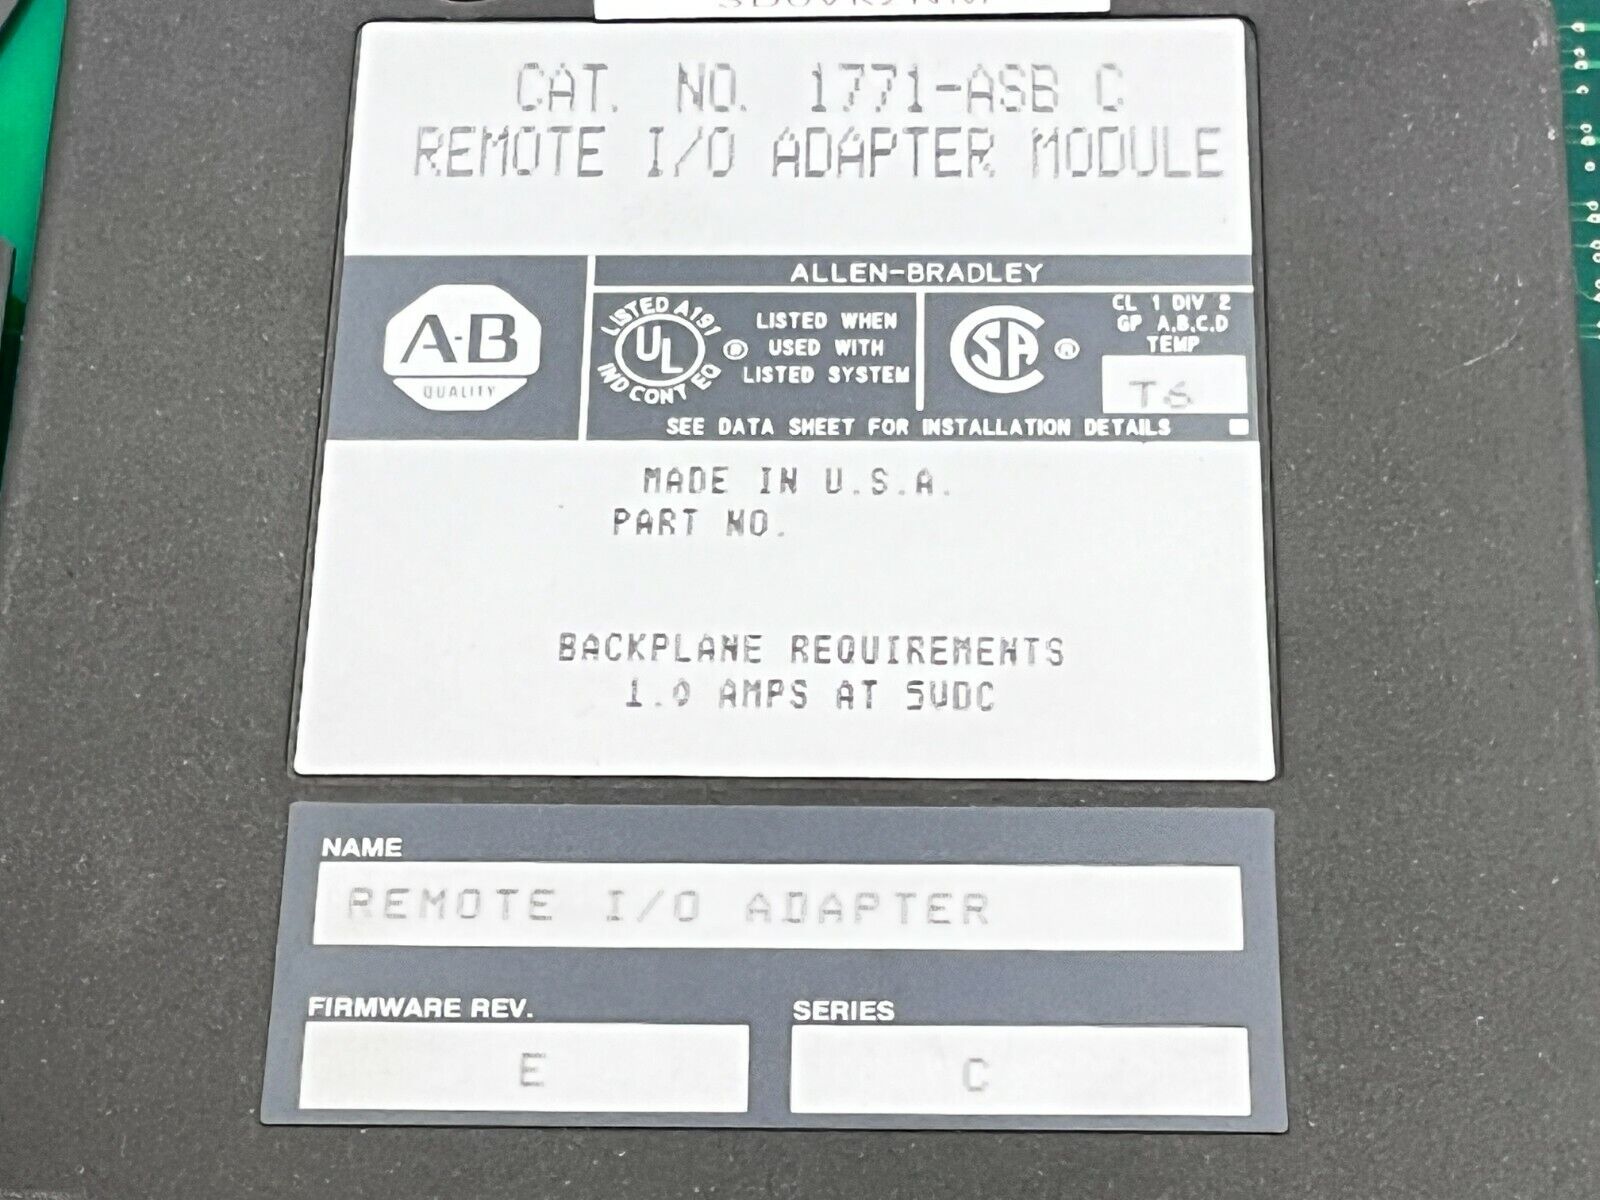 CAT. NO. 1771-ASB C
REMOTE I/O ADAPTER MODULE
ALLEN-BRADLEY
A-B
QUALITY
LISTED A191
UL
IND CONT EQ
®
LISTED WHEN
USED WITH
LISTED SYSTEM
CSA
®
CL 1 DIV 2
GP A,B,C,D
TEMP
T6
SEE DATA SHEET FOR INSTALLATION DETAILS
MADE IN U.S.A.
PART NO.
BACKPLANE REQUIREMENTS
1.0 AMPS AT 5VDC
NAME
REMOTE I/O ADAPTER
FIRMWARE REV.
E
SERIES
C